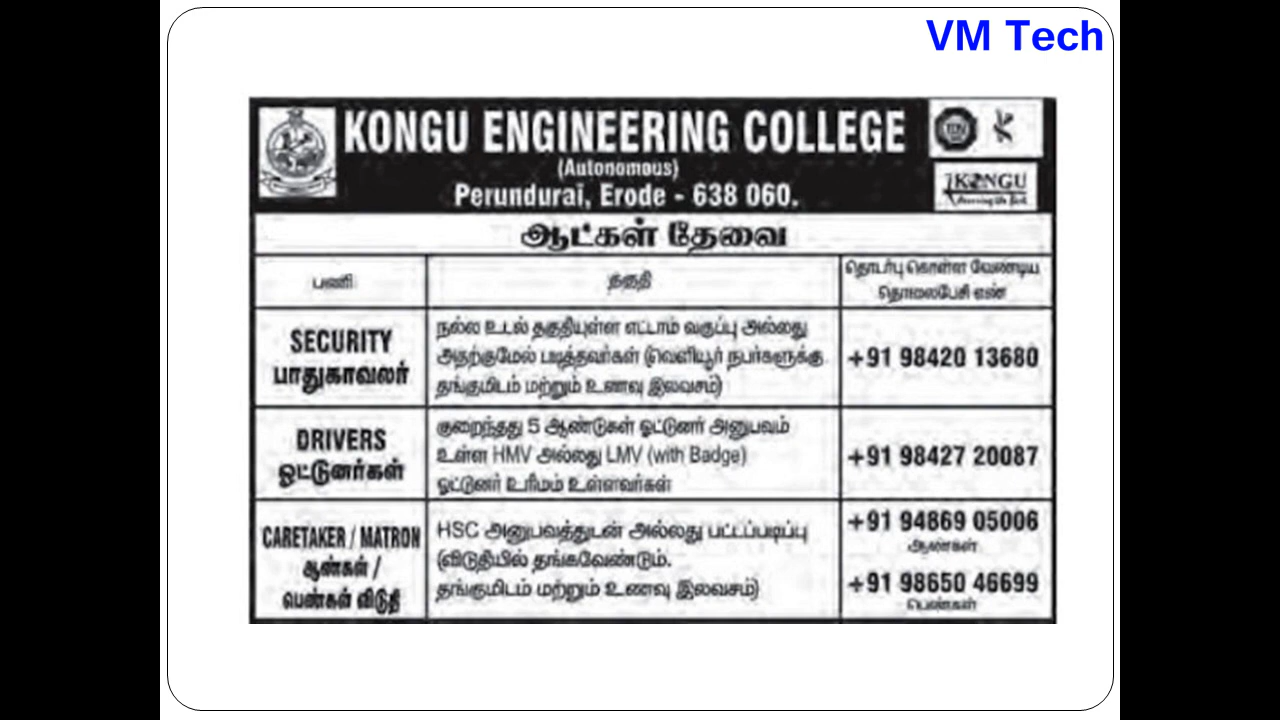 VM Tech
KONGU ENGINEERING COLLEGE
(Autonomous)
Perundurai, Erode - 638 060.
KONGU
ஆட்கள் தேவை
பணி
தகுதி
தொடர்பு கொள்ள வேண்டிய
தொலைபேசி எண்
SECURITY
பாதுகாவலர்
நல்ல உடல் தகுதியுள்ள எட்டாம் வகுப்பு அல்லது
அதற்குமேல் படித்தவர்கள் (வெளியூர் நபர்களுக்கு
தங்குமிடம் மற்றும் உணவு இலவசம்)
+91 98420 13680
DRIVERS
ஓட்டுனர்கள்
குறைந்தது 5 ஆண்டுகள் ஓட்டுனர் அனுபவம்
உள்ள HMV அல்லது LMV (with Badge)
ஓட்டுனர் உரிமம் உள்ளவர்கள்
+91 98427 20087
CARETAKER / MATRON
ஆண்கள் /
பெண்கள் விடுதி
HSC அனுபவத்துடன் அல்லது பட்டப்படிப்பு
(விடுதியில் தங்கவேண்டும்.
தங்குமிடம் மற்றும் உணவு இலவசம்)
+91 94869 05006
ஆண்கள்
+91 98650 46699
பெண்கள்